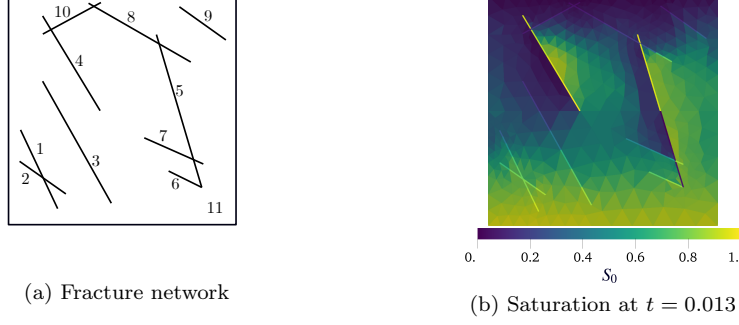 10
8
9
4
5
7
1
3
2
6
11
0. 0.2 0.4 0.6 0.8 1.
S₀
(a) Fracture network
(b) Saturation at t = 0.013